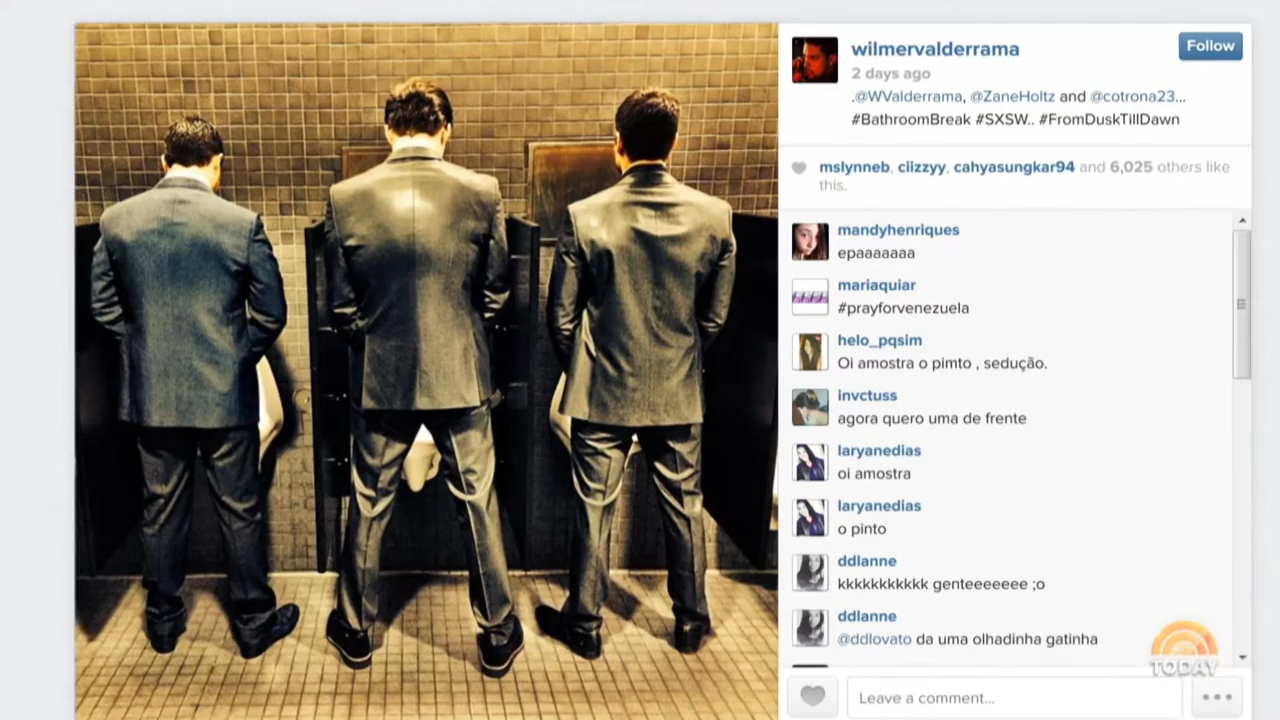 wilmervalderrama
Follow
2 days ago
.@WValderrama, @ZaneHoltz and @cotrona23...
#BathroomBreak #SXSW.. #FromDuskTillDawn
mslynneb, ciizzyy, cahyasungkar94 and 6,025 others like
this.
mandyhenriques
epaaaaaaa
mariaquiar
#prayforvenezuela
helo_pqsim
Oi amostra o pimto , sedução.
invctuss
agora quero uma de frente
laryanedias
oi amostra
laryanedias
o pinto
ddlanne
kkkkkkkkkkk genteeeeeee ;o
ddlanne
@ddlovato da uma olhadinha gatinha
TODAY
Leave a comment...